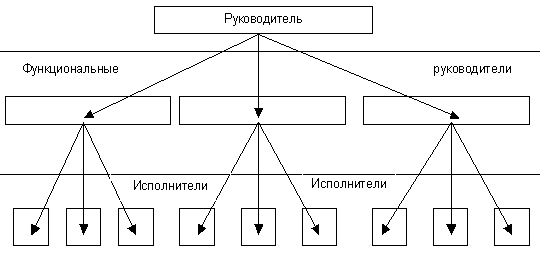 Руководитель
Функциональные руководители
Исполнители Исполнители